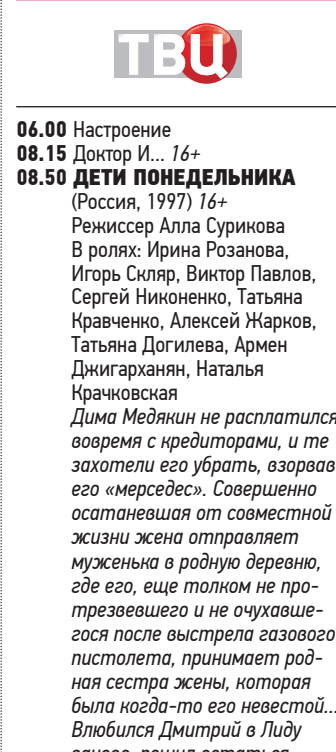 ТВЦ
06.00 Настроение
08.15 Доктор И... 16+
08.50 ДЕТИ ПОНЕДЕЛЬНИКА
(Россия, 1997) 16+
Режиссер Алла Сурикова
В ролях: Ирина Розанова,
Игорь Скляр, Виктор Павлов,
Сергей Никоненко, Татьяна
Кравченко, Алексей Жарков,
Татьяна Догилева, Армен
Джигарханян, Наталья
Крачковская
Дима Медякин не расплатился
вовремя с кредиторами, и те
захотели его убрать, взорвав
его «мерседес». Совершенно
осатаневшая от совместной
жизни жена отправляет
муженька в родную деревню,
где его, еще толком не про-
трезвевшего и не очухавше-
гося после выстрела газового
пистолета, принимает род-
ная сестра жены, которая
была когда-то его невестой...
Влюбился Дмитрий в Лиду